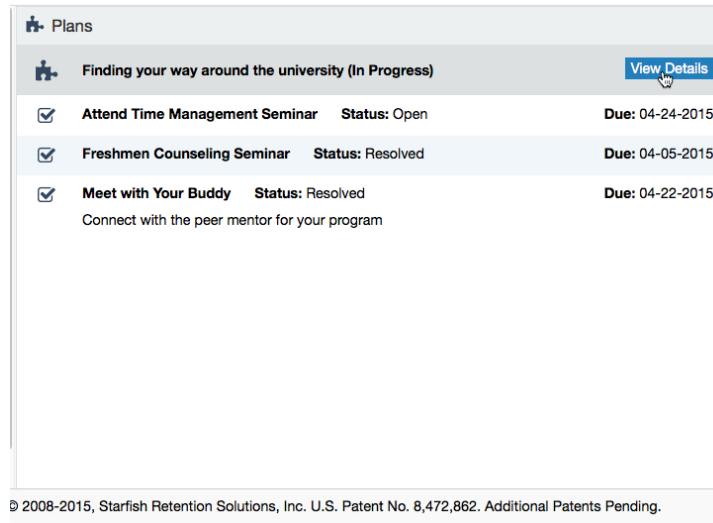 Plans
Finding your way around the university (In Progress) View Details
Attend Time Management Seminar Status: Open Due: 04-24-2015
Freshmen Counseling Seminar Status: Resolved Due: 04-05-2015
Meet with Your Buddy Status: Resolved Due: 04-22-2015
Connect with the peer mentor for your program
© 2008-2015, Starfish Retention Solutions, Inc. U.S. Patent No. 8,472,862. Additional Patents Pending.